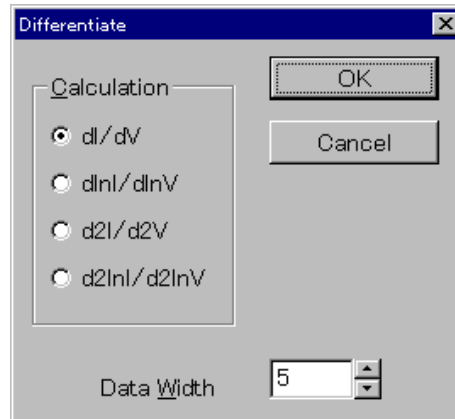 Differentiate
Calculation
OK
dI/dV
Cancel
dlnI/dlnV
d2I/d2V
d2lnI/d2lnV
Data Width
5